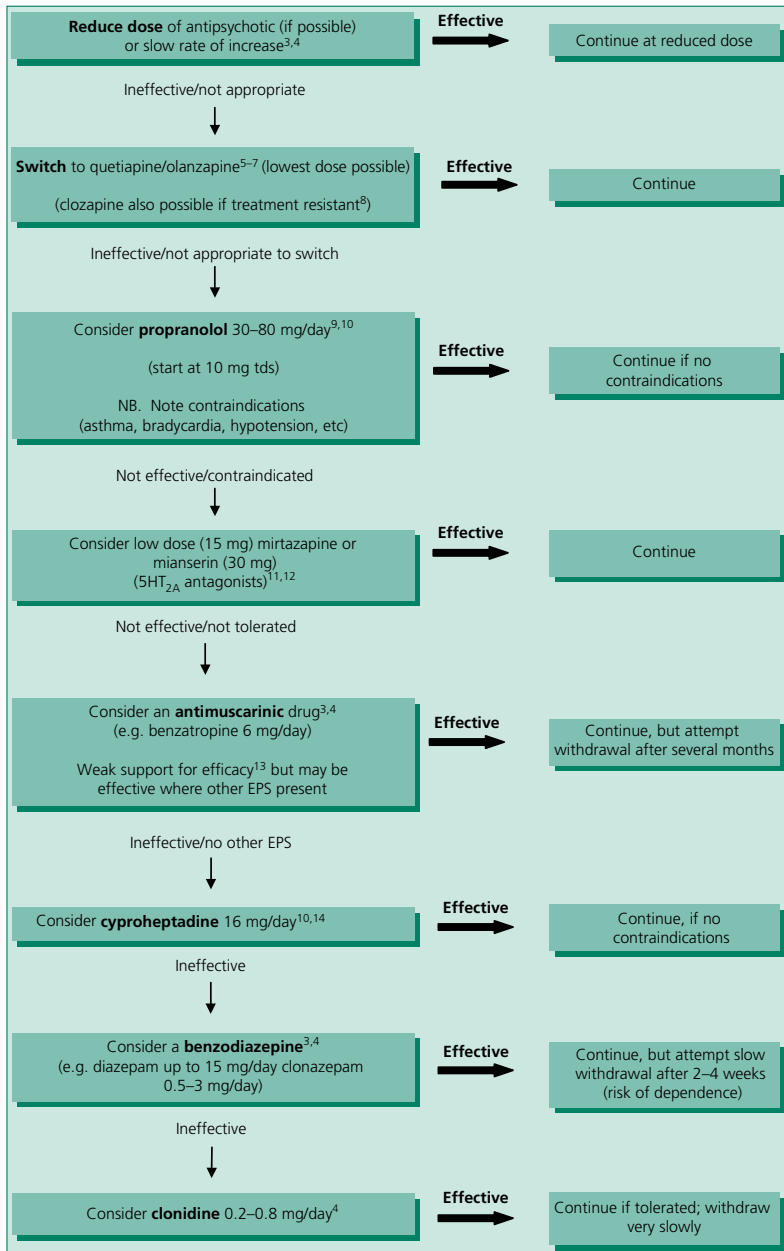 Reduce dose of antipsychotic (if possible)
or slow rate of increase3,4
Effective
Continue at reduced dose
Ineffective/not appropriate
Switch to quetiapine/olanzapine5–7 (lowest dose possible)
(clozapine also possible if treatment resistant8)
Effective
Continue
Ineffective/not appropriate to switch
Consider propranolol 30–80 mg/day9,10
(start at 10 mg tds)
NB. Note contraindications
(asthma, bradycardia, hypotension, etc)
Effective
Continue if no
contraindications
Not effective/contraindicated
Consider low dose (15 mg) mirtazapine or
mianserin (30 mg)
(5HT2A antagonists)11,12
Effective
Continue
Not effective/not tolerated
Consider an antimuscarinic drug3,4
(e.g. benzatropine 6 mg/day)
Weak support for efficacy13 but may be
effective where other EPS present
Effective
Continue, but attempt
withdrawal after several months
Ineffective/no other EPS
Consider cyproheptadine 16 mg/day10,14
Effective
Continue, if no
contraindications
Ineffective
Consider a benzodiazepine3,4
(e.g. diazepam up to 15 mg/day clonazepam
0.5–3 mg/day)
Effective
Continue, but attempt slow
withdrawal after 2–4 weeks
(risk of dependence)
Ineffective
Consider clonidine 0.2–0.8 mg/day4
Effective
Continue if tolerated; withdraw
very slowly